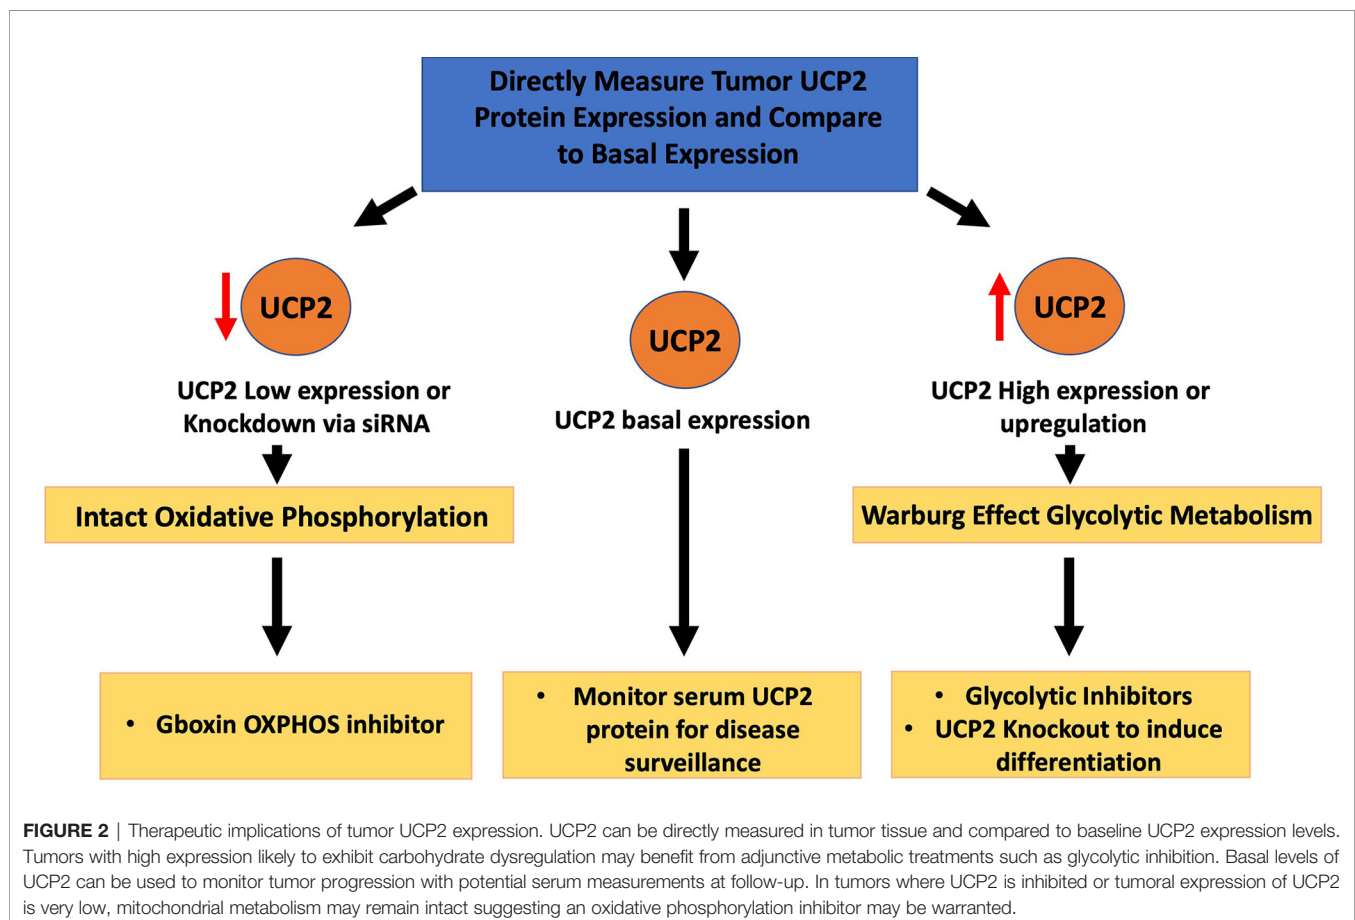 Directly Measure Tumor UCP2
Protein Expression and Compare
to Basal Expression
UCP2
UCP2 Low expression or
Knockdown via siRNA
Intact Oxidative Phosphorylation
• Gboxin OXPHOS inhibitor
UCP2
UCP2 basal expression
• Monitor serum UCP2
protein for disease
surveillance
UCP2
UCP2 High expression or
upregulation
Warburg Effect Glycolytic Metabolism
• Glycolytic Inhibitors
• UCP2 Knockout to induce
differentiation
FIGURE 2 | Therapeutic implications of tumor UCP2 expression. UCP2 can be directly measured in tumor tissue and compared to baseline UCP2 expression levels.
Tumors with high expression likely to exhibit carbohydrate dysregulation may benefit from adjunctive metabolic treatments such as glycolytic inhibition. Basal levels of
UCP2 can be used to monitor tumor progression with potential serum measurements at follow-up. In tumors where UCP2 is inhibited or tumoral expression of UCP2
is very low, mitochondrial metabolism may remain intact suggesting an oxidative phosphorylation inhibitor may be warranted.